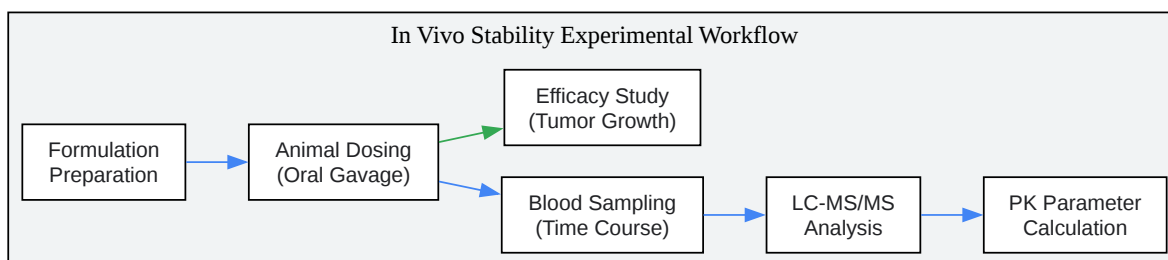 In Vivo Stability Experimental Workflow
Formulation
Preparation
Animal Dosing
(Oral Gavage)
Efficacy Study
(Tumor Growth)
Blood Sampling
(Time Course)
LC-MS/MS
Analysis
PK Parameter
Calculation